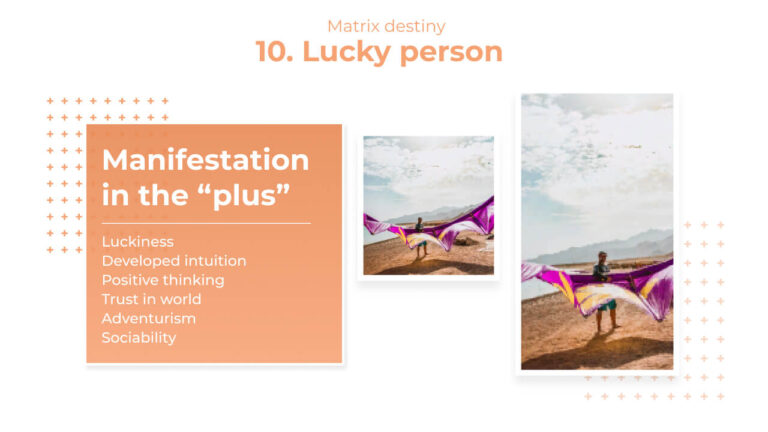 Matrix destiny
10. Lucky person
Manifestation
in the “plus”
Luckiness
Developed intuition
Positive thinking
Trust in world
Adventurism
Sociability